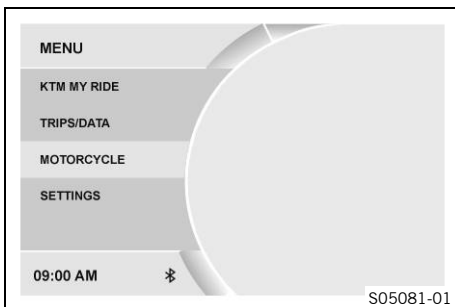 MENU
KTM MY RIDE
TRIPS/DATA
MOTORCYCLE
SETTINGS
09:00 AM
S05081-01